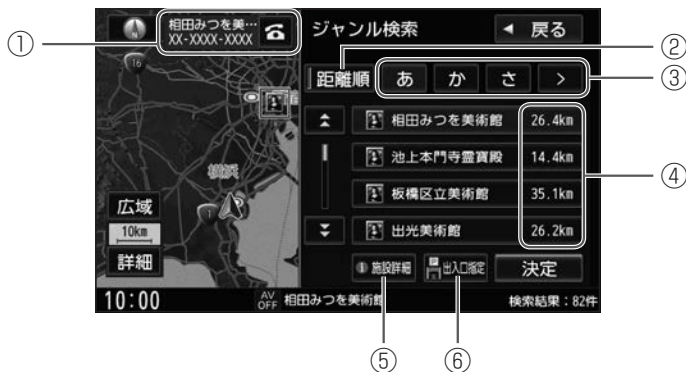 ①
相田みつを美…
XX-XXXX-XXXX
N
16
横浜
1
広域
10km
詳細
ジャンル検索
◀ 戻る
②
距離順 あ か さ >
③
相田みつを美術館 26.4km
池上本門寺霊寶殿 14.4km
板橋区立美術館 35.1km
出光美術館 26.2km
④
施設詳細
P 出入口指定
決定
10:00
AV OFF
相田みつを美術館
検索結果:82件
⑤
⑥